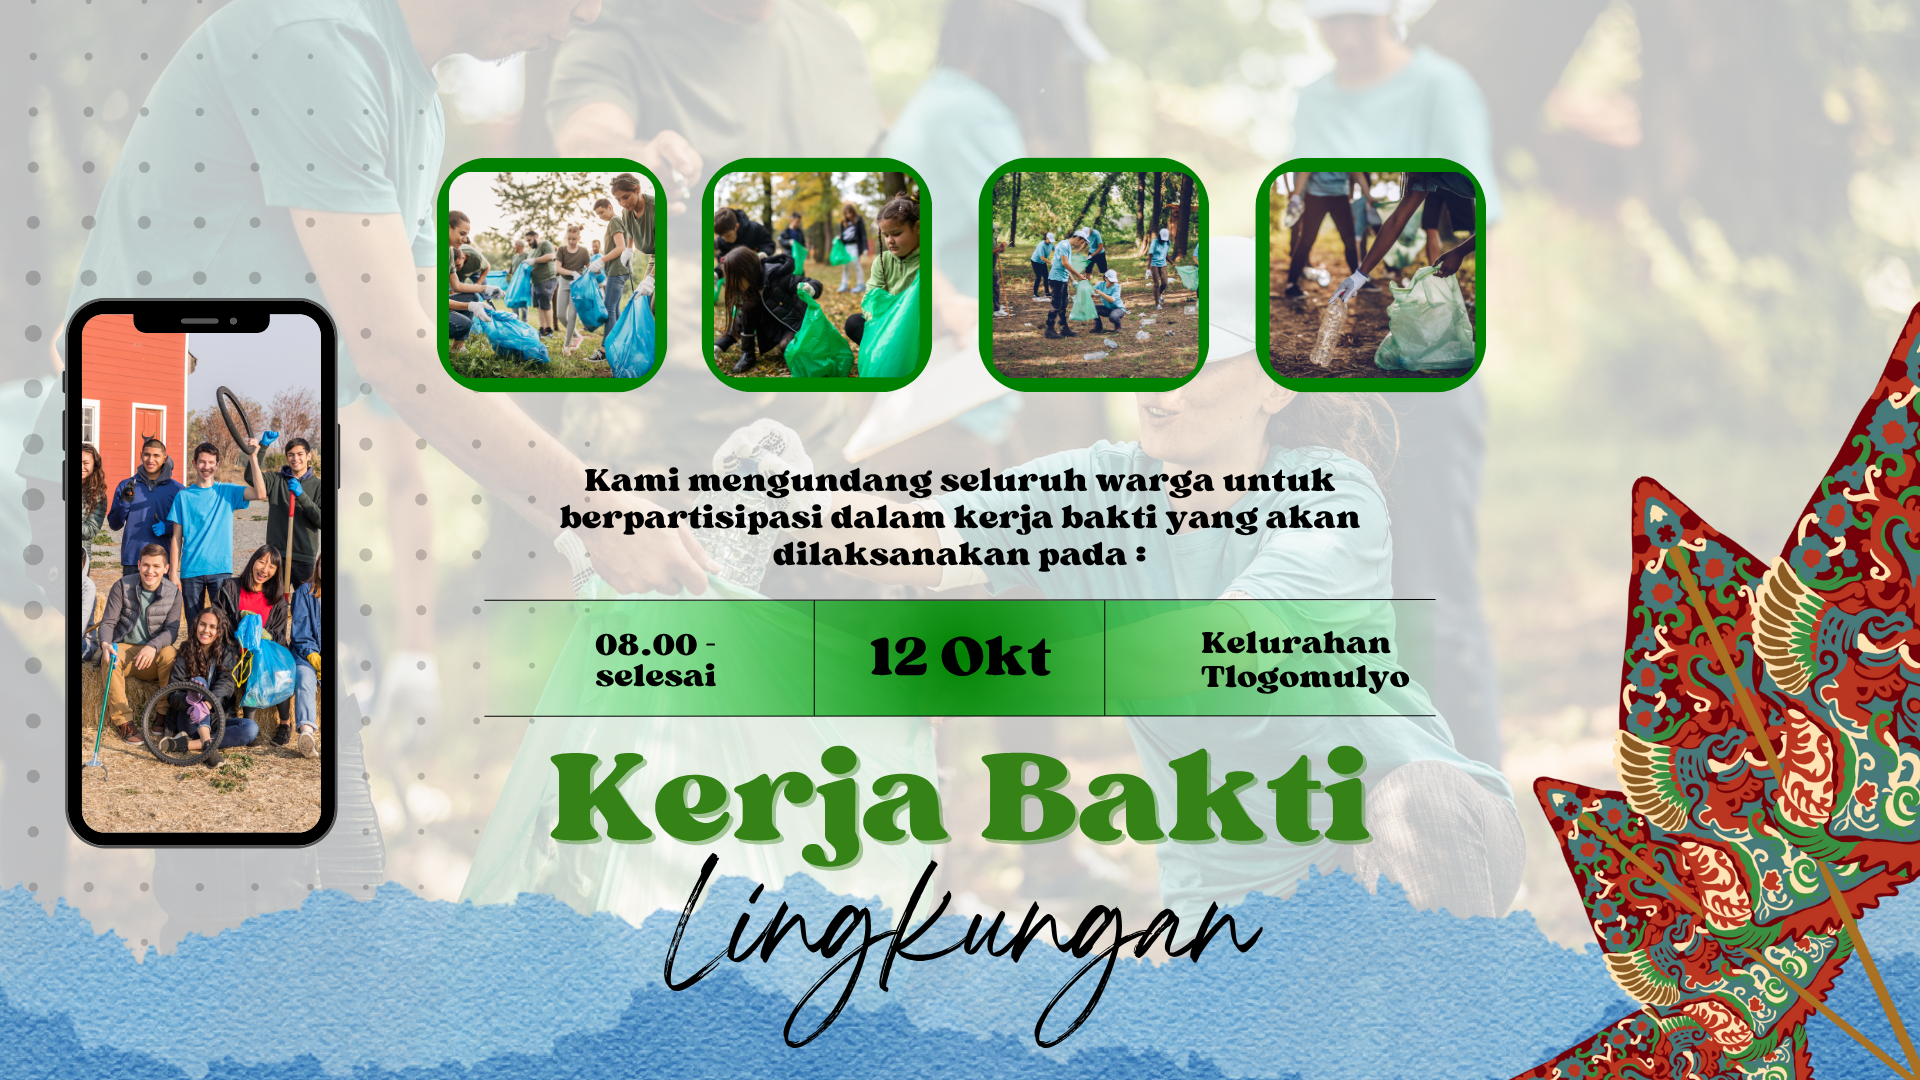 Kami mengundang seluruh warga untuk
berpartisipasi dalam kerja bakti yang akan
dilaksanakan pada :
08.00 -
selesai
12 Okt
Kelurahan
Tlogomulyo
Kerja Bakti
Lingkungan